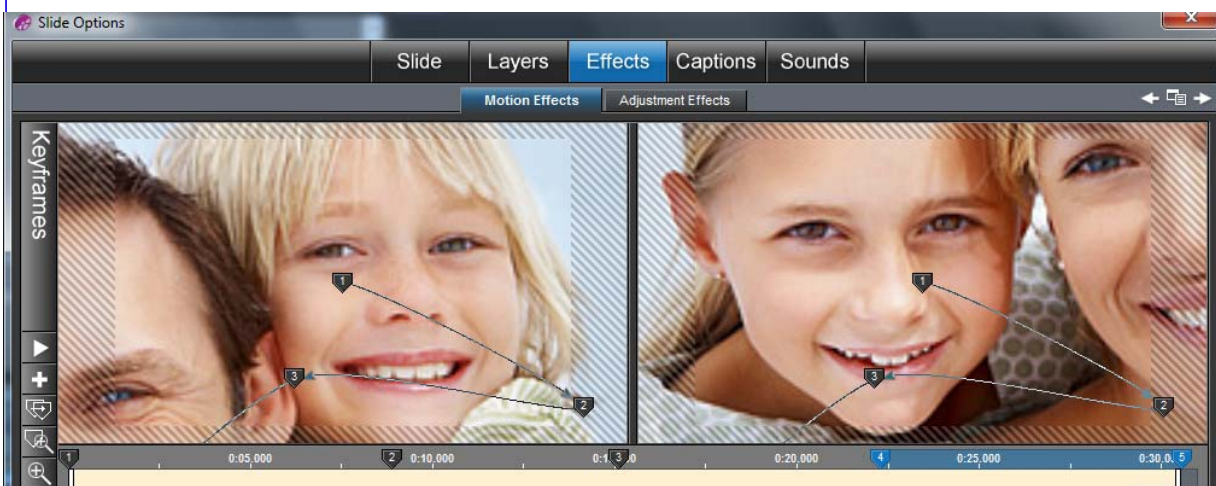 Slide Options
Slide Layers Effects Captions Sounds
Motion Effects Adjustment Effects
Keyframes
1 1
3 2 3 2
1 0:05,000 2 0:10,000 3 0:20,000 4 0:25,000 5